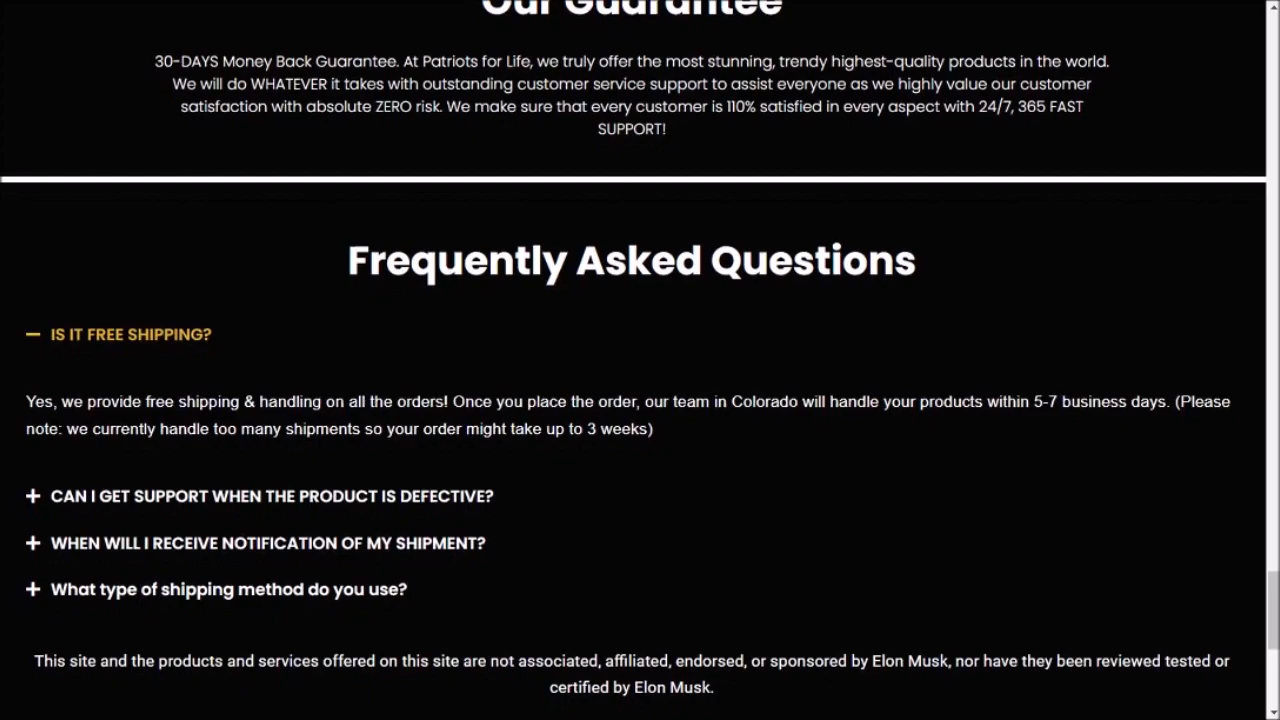 Our Guarantee
30-DAYS Money Back Guarantee. At Patriots for Life, we truly offer the most stunning, trendy highest-quality products in the world.
We will do WHATEVER it takes with outstanding customer service support to assist everyone as we highly value our customer
satisfaction with absolute ZERO risk. We make sure that every customer is 110% satisfied in every aspect with 24/7, 365 FAST
SUPPORT!
Frequently Asked Questions
IS IT FREE SHIPPING?
Yes, we provide free shipping & handling on all the orders! Once you place the order, our team in Colorado will handle your products within 5-7 business days. (Please
note: we currently handle too many shipments so your order might take up to 3 weeks)
CAN I GET SUPPORT WHEN THE PRODUCT IS DEFECTIVE?
WHEN WILL I RECEIVE NOTIFICATION OF MY SHIPMENT?
What type of shipping method do you use?
This site and the products and services offered on this site are not associated, affiliated, endorsed, or sponsored by Elon Musk, nor have they been reviewed tested or
certified by Elon Musk.